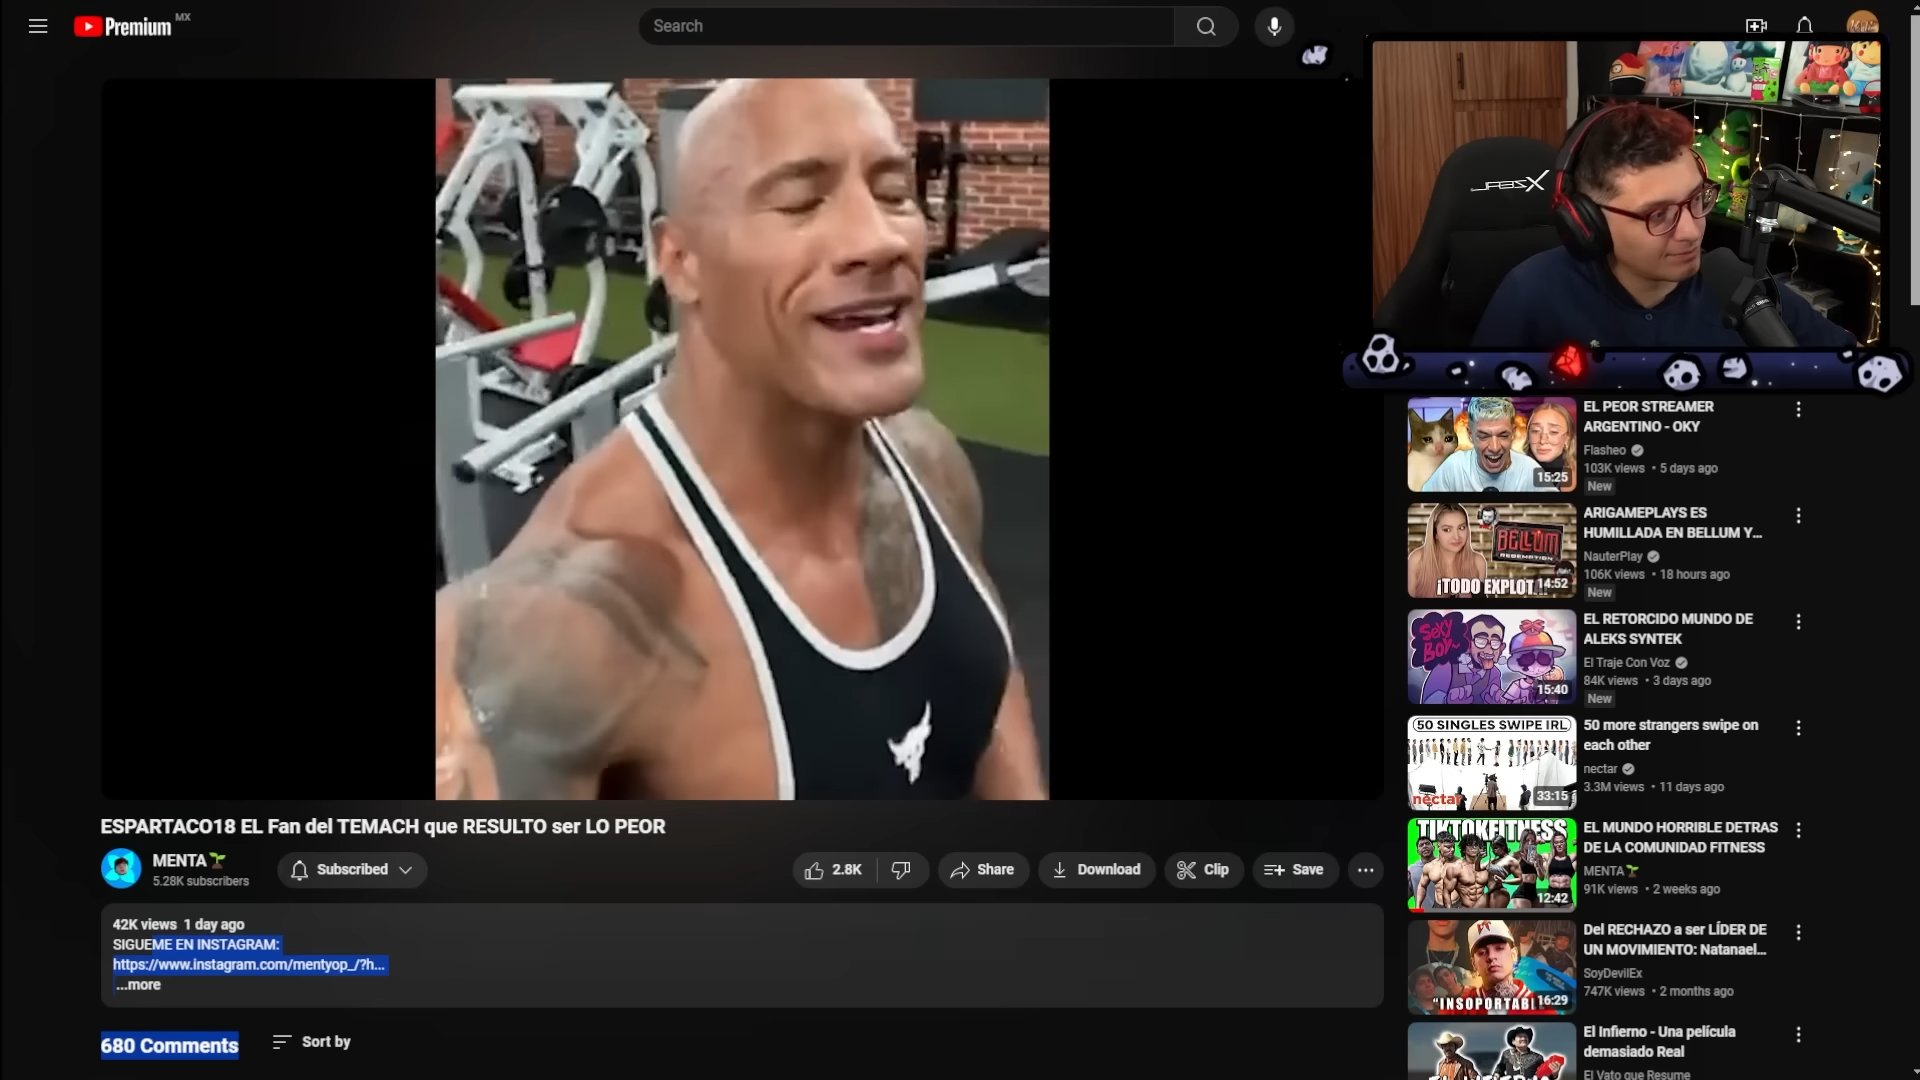 Premium MX
Search
JPEZX
ESPARTACO18 EL Fan del TEMACH que RESULTO ser LO PEOR
MENTA🌱
5.28K subscribers
Subscribed
2.8K
Share
Download
Clip
Save
42K views 1 day ago
SIGUEME EN INSTAGRAM:
https://www.instagram.com/mentyop_/?h...
...more
680 Comments
Sort by
15:25
EL PEOR STREAMER
ARGENTINO - OKY
Flasheo
103K views • 5 days ago
New
BELLUM
REDEMPTION
¡TODO EXPLOT
14:52
ARIGAMEPLAYS ES
HUMILLADA EN BELLUM Y...
NauterPlay
106K views • 18 hours ago
New
SEXY
BOY~
15:40
EL RETORCIDO MUNDO DE
ALEKS SYNTEK
El Traje Con Voz
84K views • 3 days ago
New
50 SINGLES SWIPE IRL
nectar
33:15
50 more strangers swipe on
each other
nectar
3.3M views • 11 days ago
TIKTOKFITNESS
12:42
EL MUNDO HORRIBLE DETRAS
DE LA COMUNIDAD FITNESS
MENTA🌱
91K views • 2 weeks ago
"INSOPORTABL
16:29
Del RECHAZO a ser LÍDER DE
UN MOVIMIENTO: Natanael...
SoyDevilEx
747K views • 2 months ago
El Infierno - Una película
demasiado Real
El Vato que Resume